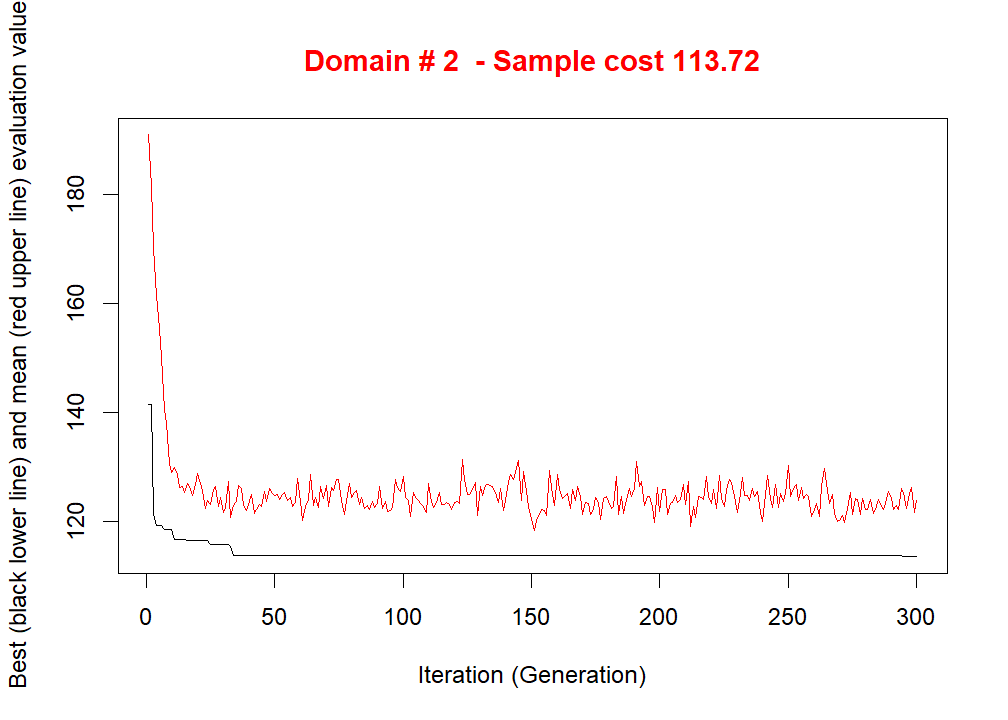 Domain # 2  - Sample cost 113.72
Best (black lower line) and mean (red upper line) evaluation value
180
160
140
120
0 50 100 150 200 250 300
Iteration (Generation)